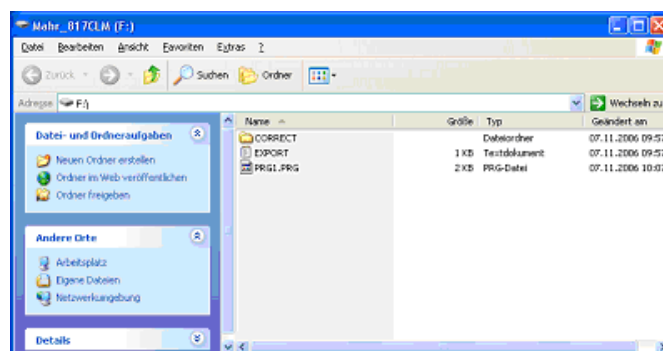 Mahr_817CLM (F:)
Datei Bearbeiten Ansicht Favoriten Extras ?
Zurück Suchen Ordner
Adresse F:\ Wechseln zu
Name Größe Typ Geändert am
Datei- und Ordneraufgaben
CORRECT Dateiordner 07.11.2006 09:57
EXPORT 1 KB Textdokument 07.11.2006 09:57
PRG1.PRG 2 KB PRG-Datei 07.11.2006 10:07
Neuen Ordner erstellen
Ordner im Web veröffentlichen
Ordner freigeben
Andere Orte
Arbeitsplatz
Eigene Dateien
Netzwerkumgebung
Details